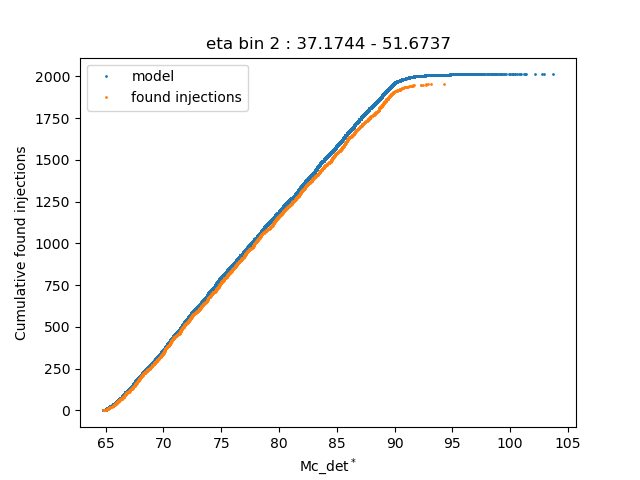 eta bin 2 : 37.1744 - 51.6737
model
found injections
Cumulative found injections
2000
1750
1500
1250
1000
750
500
250
0
65 70 75 80 85 90 95 100 105
Mc_det*